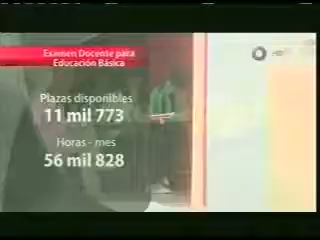 Examen Docente para
Educación Básica
Plazas disponibles
11 mil 773
Horas - mes
56 mil 828